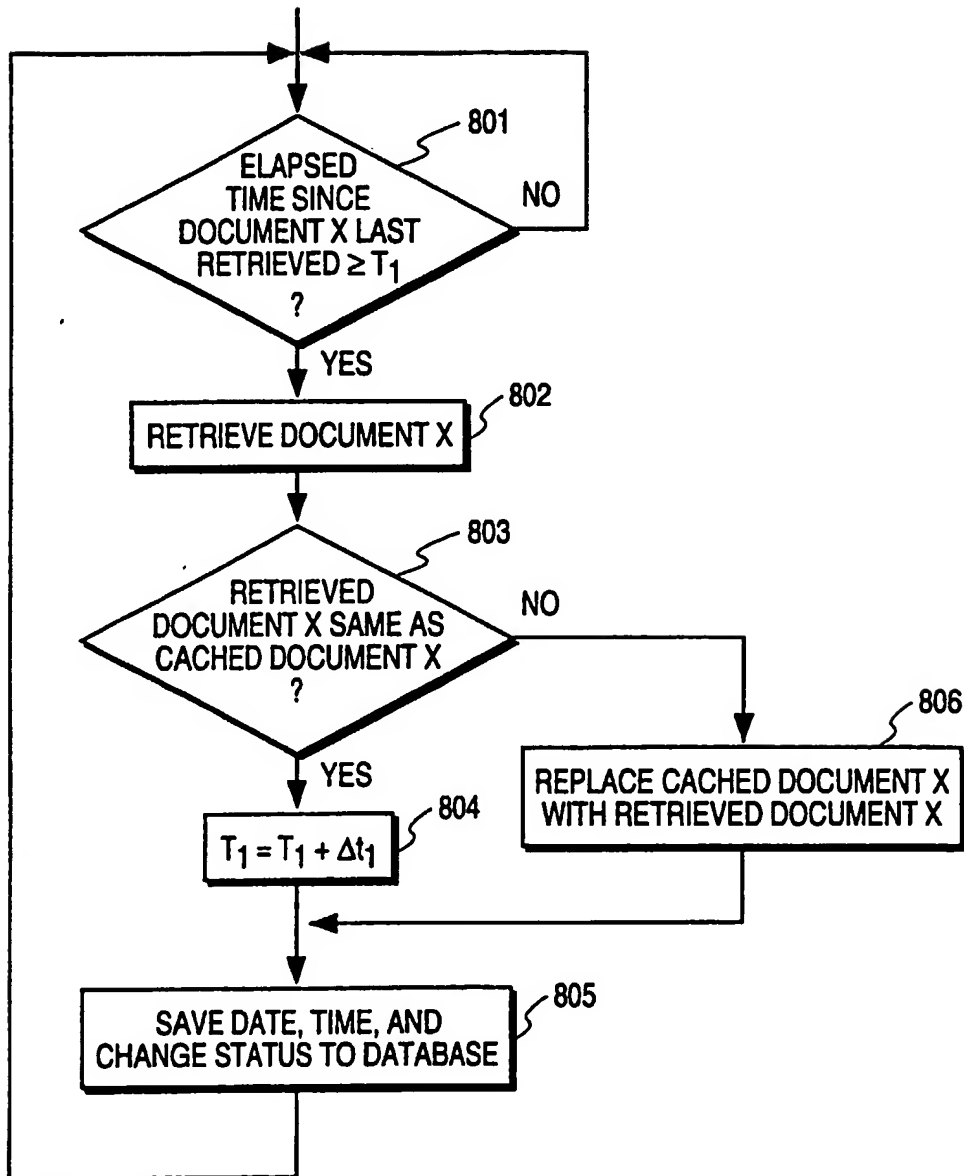 801
ELAPSED
TIME SINCE
DOCUMENT X LAST
RETRIEVED ≥ T1
?
NO
YES
802
RETRIEVE DOCUMENT X
803
RETRIEVED
DOCUMENT X SAME AS
CACHED DOCUMENT X
?
NO
YES
804
T1 = T1 + Δt1
806
REPLACE CACHED DOCUMENT X
WITH RETRIEVED DOCUMENT X
805
SAVE DATE, TIME, AND
CHANGE STATUS TO DATABASE